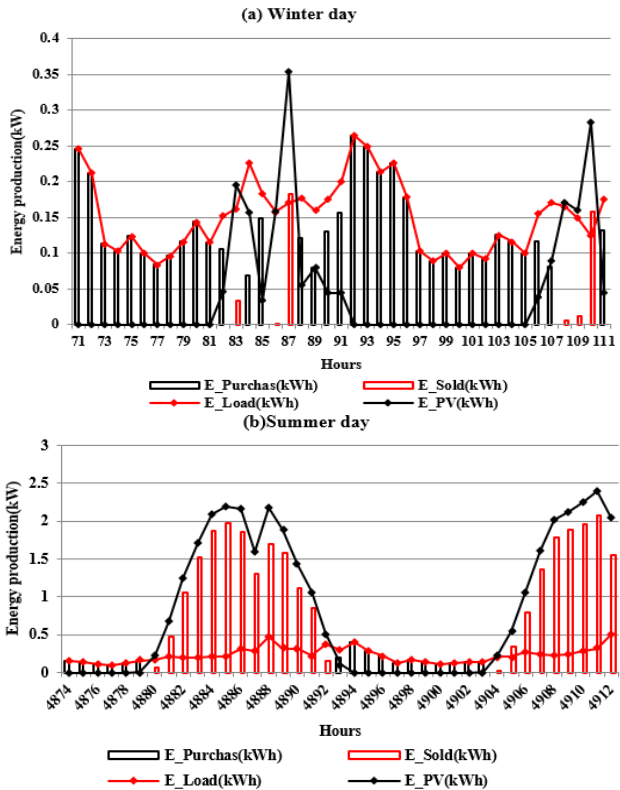 (a) Winter day
Energy production(kW)
0.4
0.35
0.3
0.25
0.2
0.15
0.1
0.05
0
71 73 75 77 79 81 83 85 87 89 91 93 95 97 99 101 103 105 107 109 111
Hours
E_Purchas(kWh) E_Sold(kWh)
E_Load(kWh) E_PV(kWh)
(b)Summer day
Energy production(kW)
3
2.5
2
1.5
1
0.5
0
4874 4876 4878 4880 4882 4884 4886 4888 4890 4892 4894 4896 4898 4900 4902 4904 4906 4908 4910 4912
Hours
E_Purchas(kWh) E_Sold(kWh)
E_Load(kWh) E_PV(kWh)